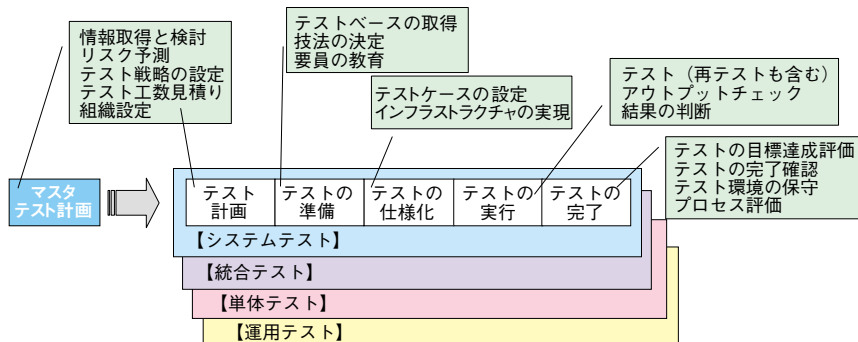 情報取得と検討
リスク予測
テスト戦略の設定
テスト工数見積り
組織設定
テストベースの取得
技法の決定
要員の教育
テストケースの設定
インフラストラクチャの実現
テスト（再テストも含む）
アウトプットチェック
結果の判断
テストの目標達成評価
テストの完了確認
テスト環境の保守
プロセス評価
マスタ
テスト計画
テスト
計画
テストの
準備
テストの
仕様化
テストの
実行
テストの
完了
【システムテスト】
【統合テスト】
【単体テスト】
【運用テスト】